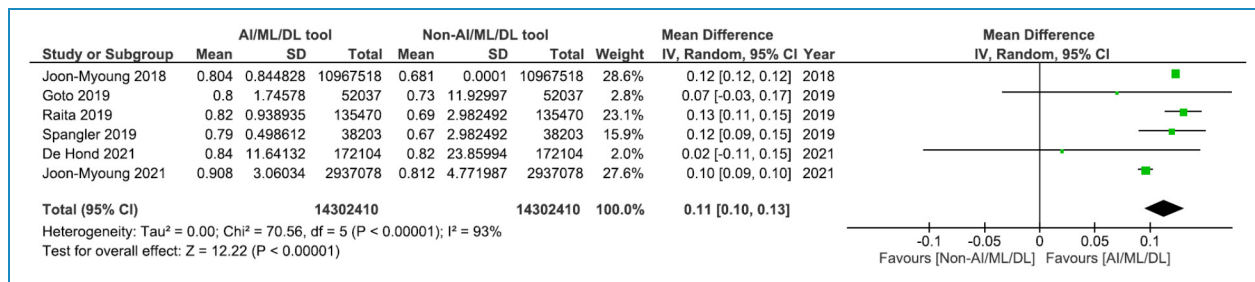 AI/ML/DL tool Non-AI/ML/DL tool Mean Difference Mean Difference
Study or Subgroup Mean SD Total Mean SD Total Weight IV, Random, 95% CI Year IV, Random, 95% CI
Joon-Myoung 2018 0.804 0.844828 10967518 0.681 0.0001 10967518 28.6% 0.12 [0.12, 0.12] 2018
Goto 2019 0.8 1.74578 52037 0.73 11.92997 52037 2.8% 0.07 [-0.03, 0.17] 2019
Raita 2019 0.82 0.938935 135470 0.69 2.982492 135470 23.1% 0.13 [0.11, 0.15] 2019
Spangler 2019 0.79 0.498612 38203 0.67 2.982492 38203 15.9% 0.12 [0.09, 0.15] 2019
De Hond 2021 0.84 11.64132 172104 0.82 23.85994 172104 2.0% 0.02 [-0.11, 0.15] 2021
Joon-Myoung 2021 0.908 3.06034 2937078 0.812 4.771987 2937078 27.6% 0.10 [0.09, 0.10] 2021
Total (95% CI) 14302410 14302410 100.0% 0.11 [0.10, 0.13]
Heterogeneity: Tau² = 0.00; Chi² = 70.56, df = 5 (P < 0.00001); I² = 93%
Test for overall effect: Z = 12.22 (P < 0.00001)
-0.1 -0.05 0 0.05 0.1
Favours [Non-AI/ML/DL] Favours [AI/ML/DL]